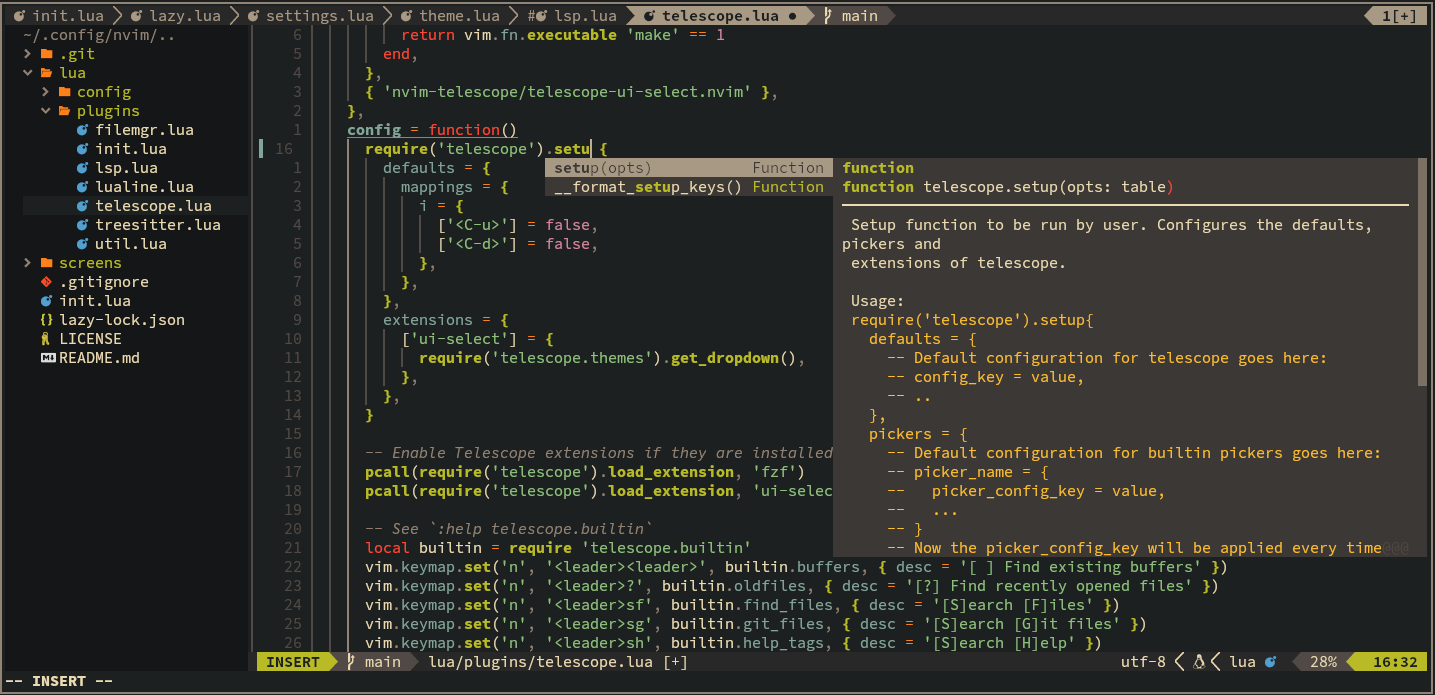 init.lua lazy.lua settings.lua theme.lua # lsp.lua telescope.lua ● main 1[+]
~/.config/nvim/..
.git
lua
config
plugins
filemgr.lua
init.lua
lsp.lua
lualine.lua
telescope.lua
treesitter.lua
util.lua
screens
.gitignore
init.lua
{} lazy-lock.json
LICENSE
README.md
6 return vim.fn.executable 'make' == 1
5 end,
4 },
3 { 'nvim-telescope/telescope-ui-select.nvim' },
2 },
1 config = function()
16 require('telescope').setu {
1 defaults = {
2 mappings = {
3 i = {
4 ['<C-u>'] = false,
5 ['<C-d>'] = false,
6 },
7 },
8 },
9 extensions = {
10 ['ui-select'] = {
11 require('telescope.themes').get_dropdown(),
12 },
13 },
14 }
15
16 -- Enable Telescope extensions if they are installed
17 pcall(require('telescope').load_extension, 'fzf')
18 pcall(require('telescope').load_extension, 'ui-selec
19
20 -- See `:help telescope.builtin`
21 local builtin = require 'telescope.builtin'
22 vim.keymap.set('n', '<leader><leader>', builtin.buffers, { desc = '[ ] Find existing buffers' })
23 vim.keymap.set('n', '<leader>?', builtin.oldfiles, { desc = '[?] Find recently opened files' })
24 vim.keymap.set('n', '<leader>sf', builtin.find_files, { desc = '[S]earch [F]iles' })
25 vim.keymap.set('n', '<leader>sg', builtin.git_files, { desc = '[S]earch [G]it files' })
26 vim.keymap.set('n', '<leader>sh', builtin.help_tags, { desc = '[S]earch [H]elp' })
setup(opts) Function
__format_setup_keys() Function
function
function telescope.setup(opts: table)
Setup function to be run by user. Configures the defaults,
pickers and
extensions of telescope.
Usage:
require('telescope').setup{
defaults = {
-- Default configuration for telescope goes here:
-- config_key = value,
-- ..
},
pickers = {
-- Default configuration for builtin pickers goes here:
-- picker_name = {
-- picker_config_key = value,
-- ...
-- }
-- Now the picker_config_key will be applied every time@@@
INSERT main lua/plugins/telescope.lua [+] utf-8 lua 28% 16:32
-- INSERT --